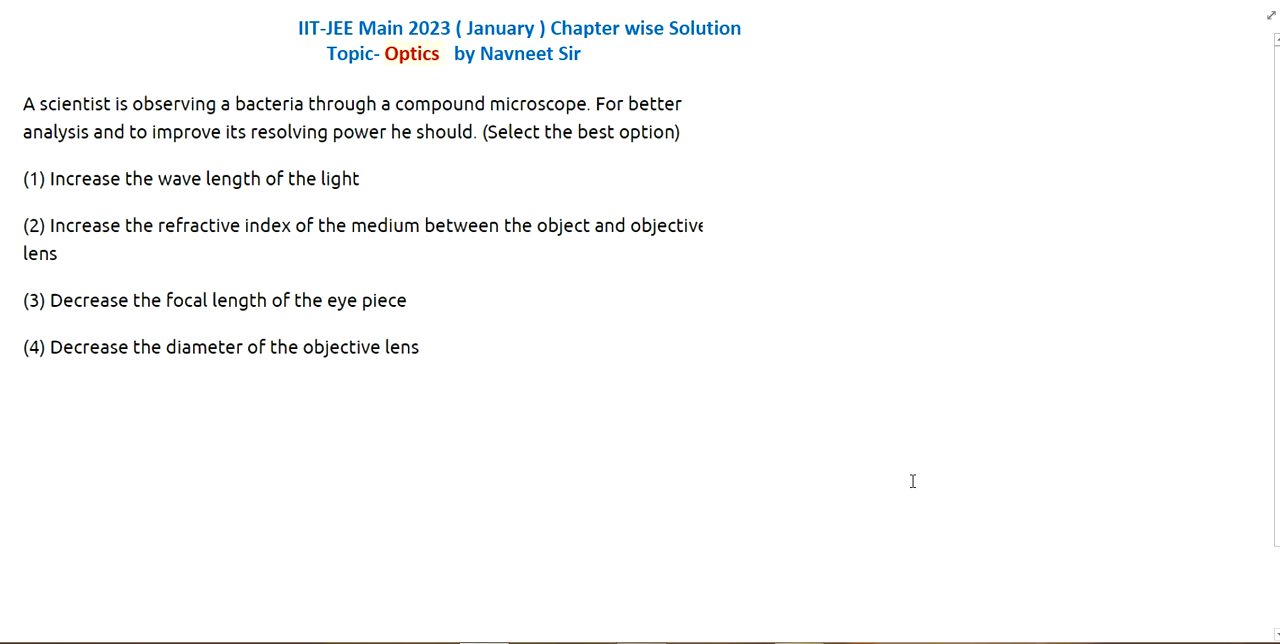 IIT-JEE Main 2023 ( January ) Chapter wise Solution
Topic- Optics by Navneet Sir
A scientist is observing a bacteria through a compound microscope. For better
analysis and to improve its resolving power he should. (Select the best option)
(1) Increase the wave length of the light
(2) Increase the refractive index of the medium between the object and objective
lens
(3) Decrease the focal length of the eye piece
(4) Decrease the diameter of the objective lens